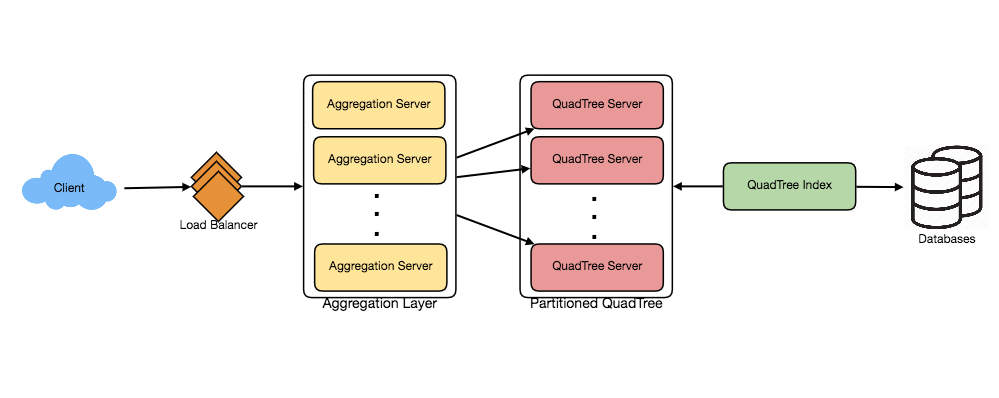 Client
Load Balancer
Aggregation Server
Aggregation Server
Aggregation Server
Aggregation Layer
QuadTree Server
QuadTree Server
QuadTree Server
Partitioned QuadTree
QuadTree Index
Databases